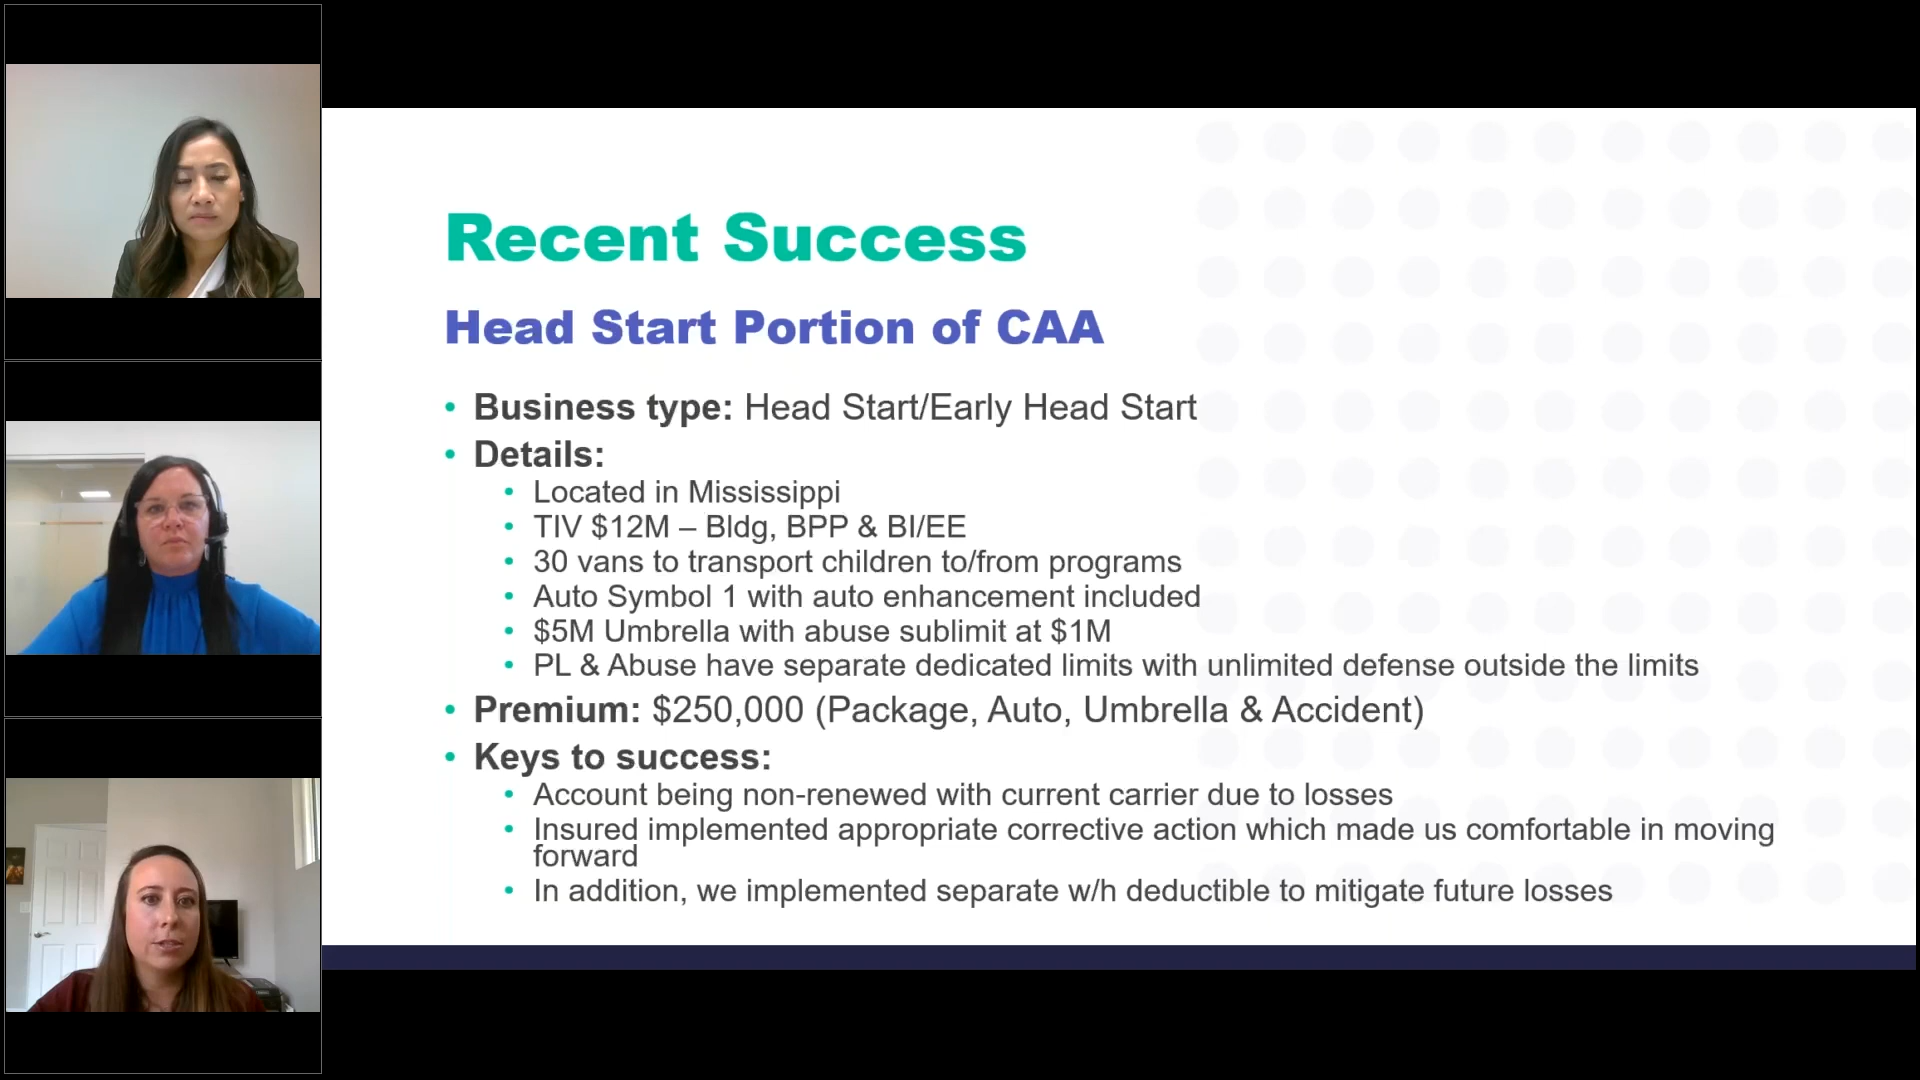 Recent Success
Head Start Portion of CAA
• Business type: Head Start/Early Head Start
• Details:
• Located in Mississippi
• TIV $12M – Bldg, BPP & BI/EE
• 30 vans to transport children to/from programs
• Auto Symbol 1 with auto enhancement included
• $5M Umbrella with abuse sublimit at $1M
• PL & Abuse have separate dedicated limits with unlimited defense outside the limits
• Premium: $250,000 (Package, Auto, Umbrella & Accident)
• Keys to success:
• Account being non-renewed with current carrier due to losses
• Insured implemented appropriate corrective action which made us comfortable in moving
forward
• In addition, we implemented separate w/h deductible to mitigate future losses